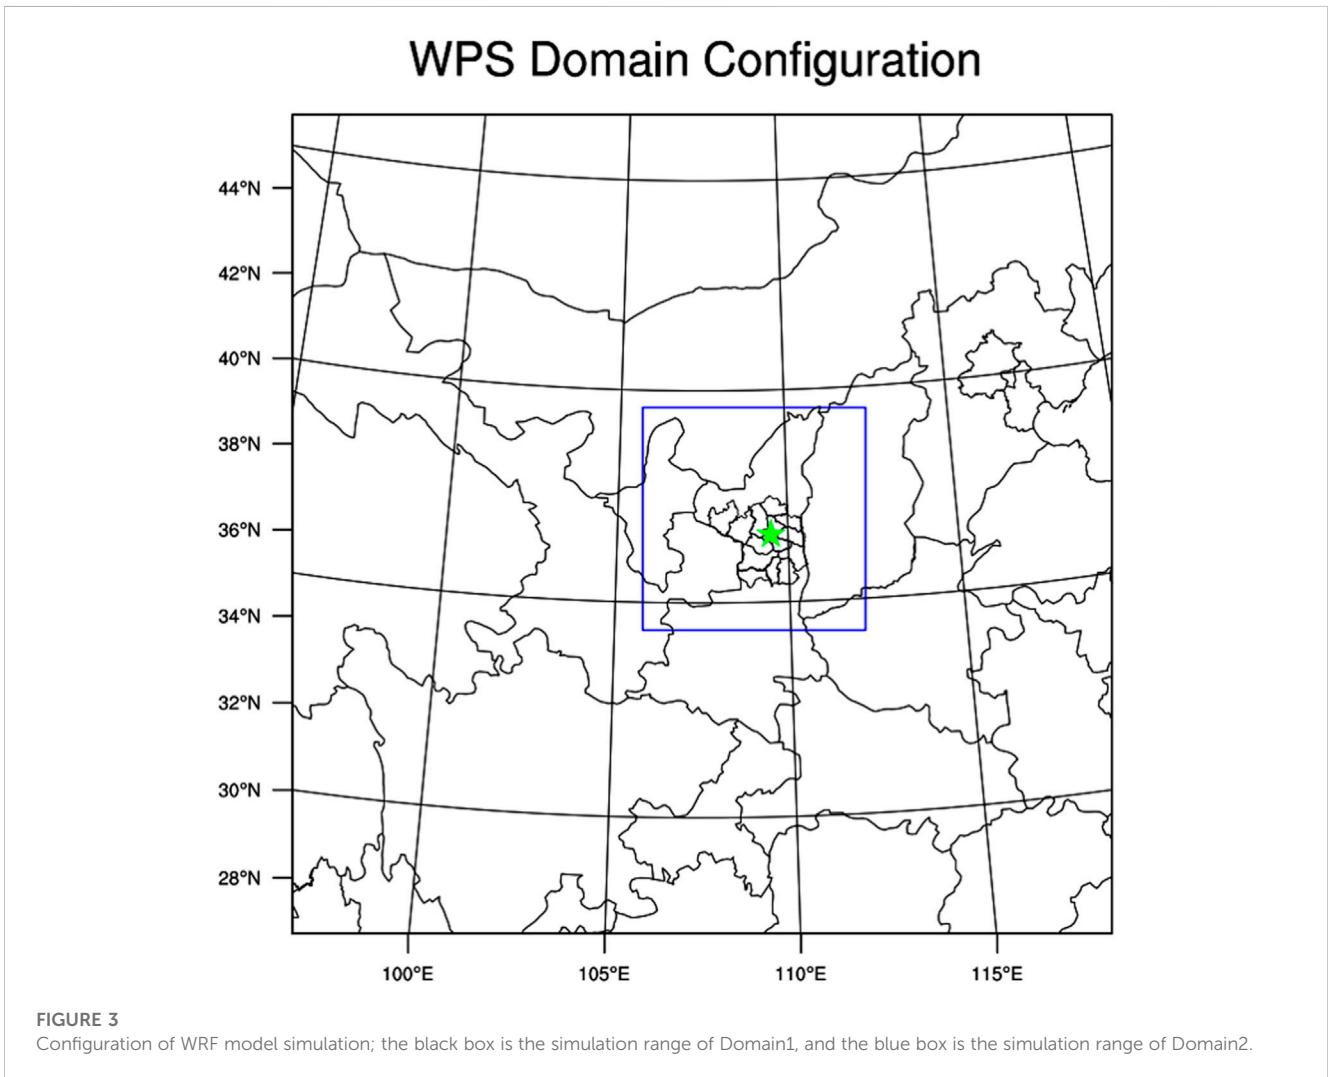 WPS Domain Configuration
44°N
42°N
40°N
38°N
36°N
34°N
32°N
30°N
28°N
100°E 105°E 110°E 115°E
FIGURE 3
Configuration of WRF model simulation; the black box is the simulation range of Domain1, and the blue box is the simulation range of Domain2.